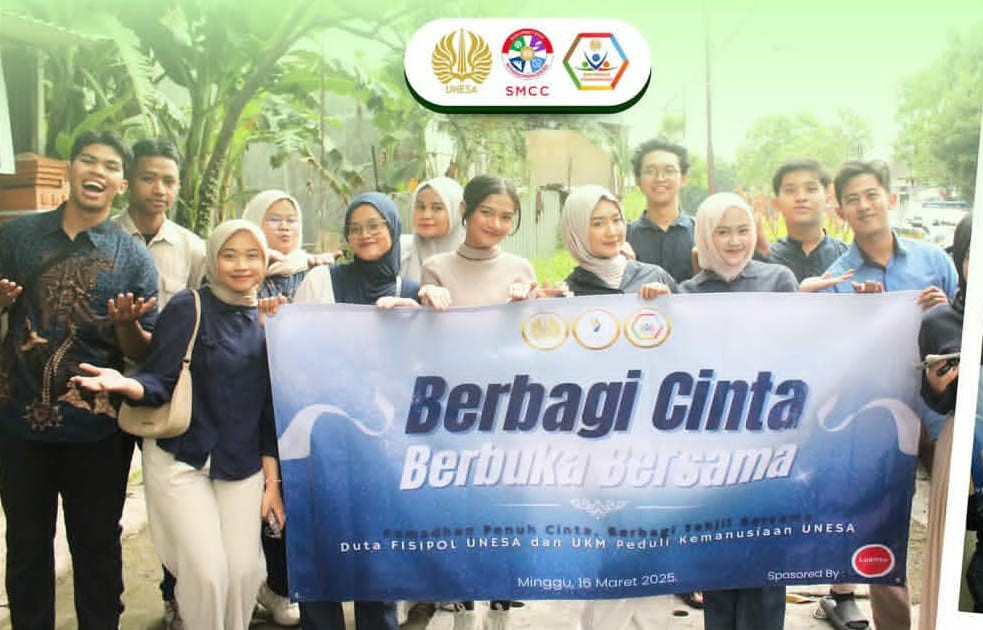 UNESA
SMCC
Berbagi Cinta
Berbuka Bersama
Ramadhan Penuh Cinta, Berbagi Takjil Bersama
Duta FISIPOL UNESA dan UKM Peduli Kemanusiaan UNESA
Minggu, 16 Maret 2025.
Sposored By :